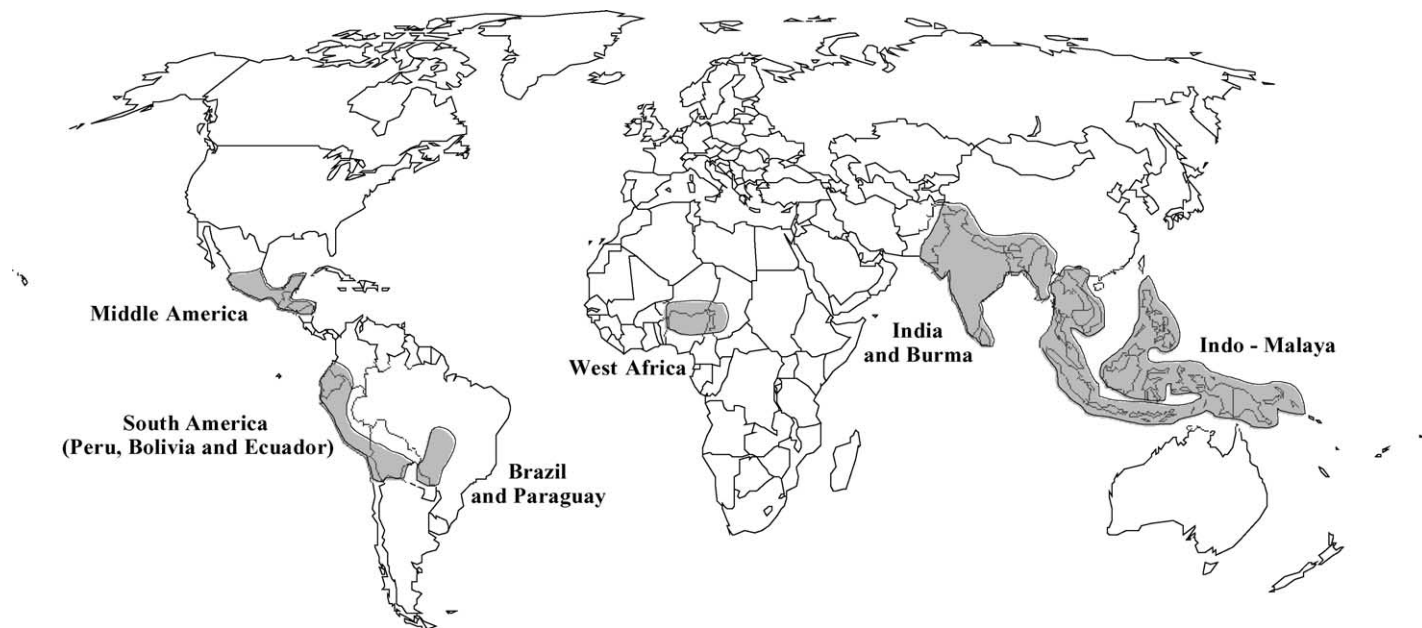 Middle America
West Africa
India
and Burma
Indo - Malaya
South America
(Peru, Bolivia and Ecuador)
Brazil
and Paraguay